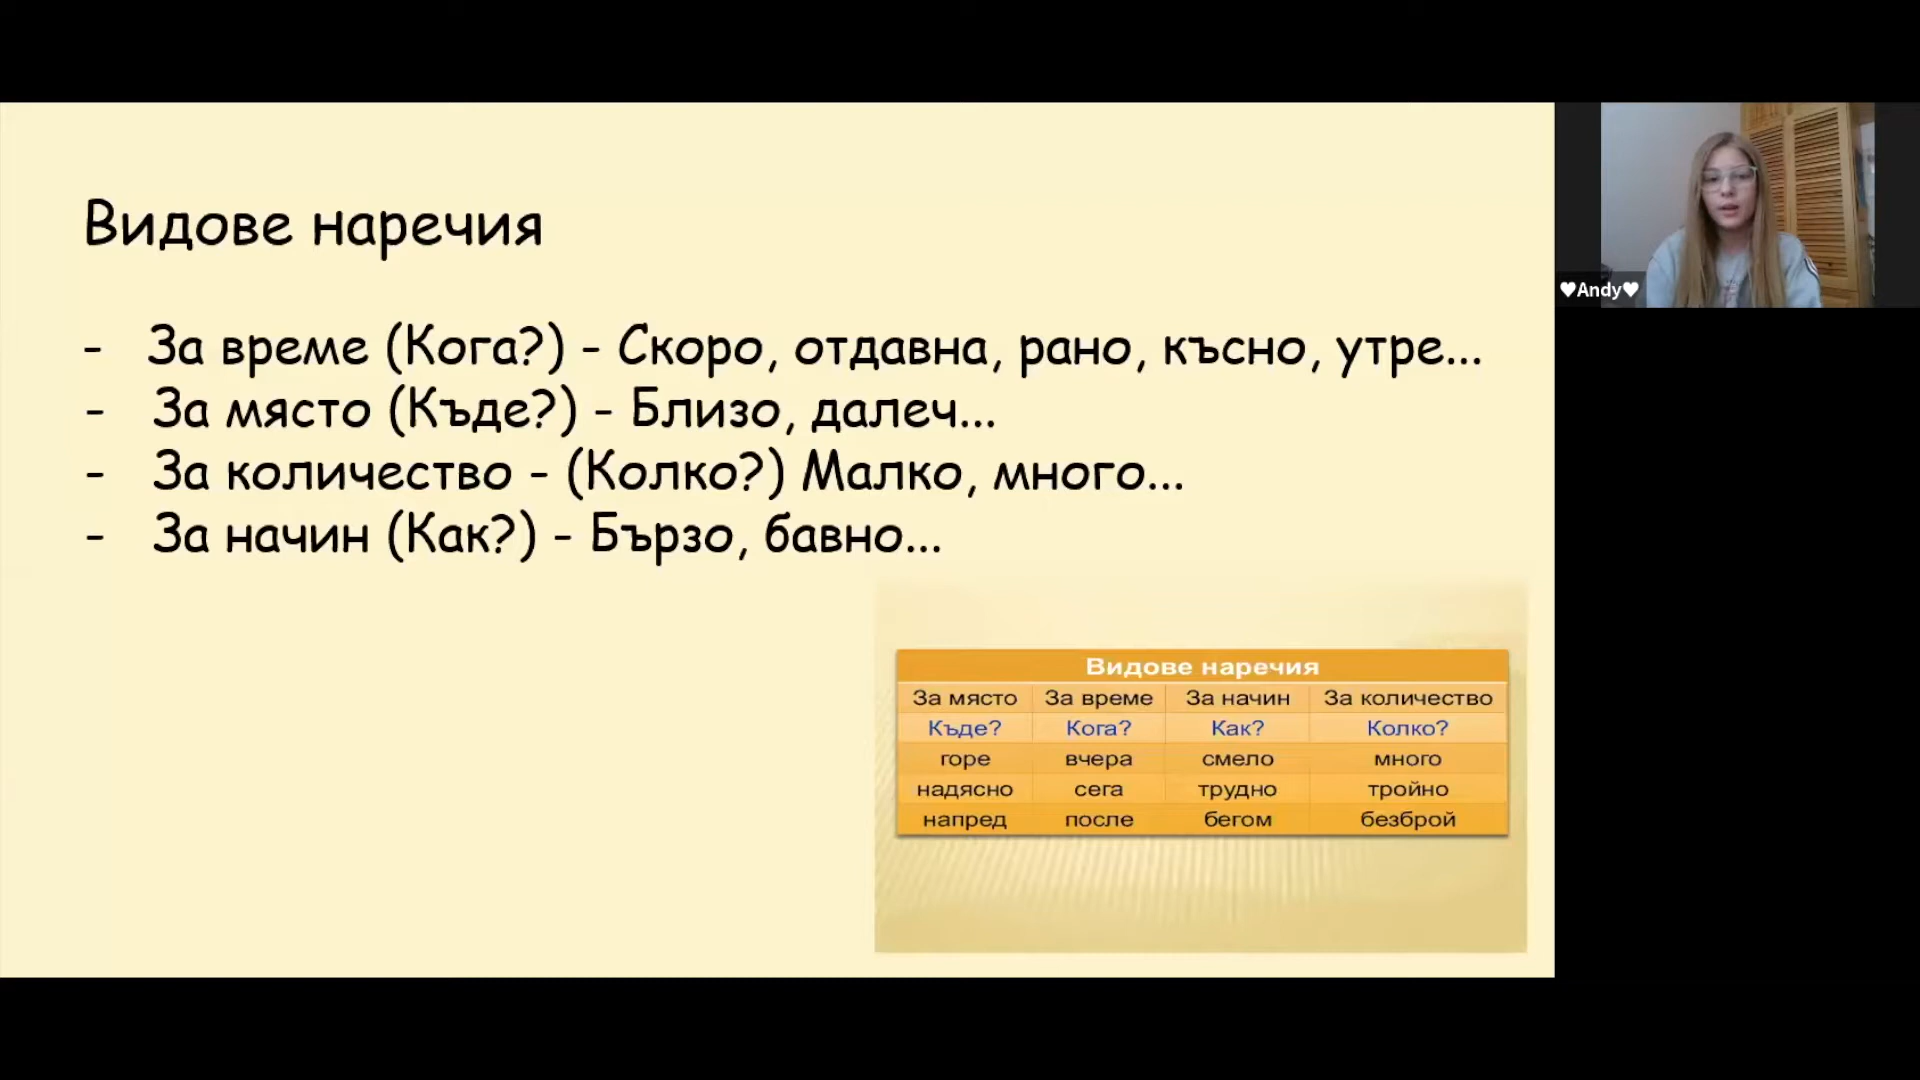 Видове наречия
- За време (Кога?) - Скоро, отдавна, рано, късно, утре...
- За място (Къде?) - Близо, далеч...
- За количество - (Колко?) Малко, много...
- За начин (Как?) - Бързо, бавно...
Видове наречия
За място За време За начин За количество
Къде? Кога? Как? Колко?
горе вчера смело много
надясно сега трудно тройно
напред после бегом безброй
♥Andy♥